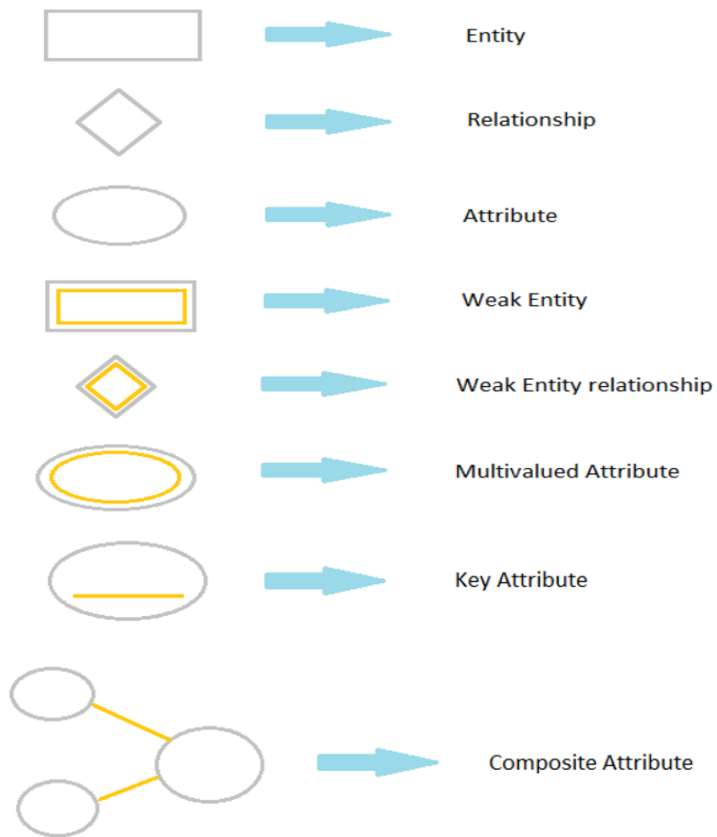 Entity
Relationship
Attribute
Weak Entity
Weak Entity relationship
Multivalued Attribute
Key Attribute
Composite Attribute